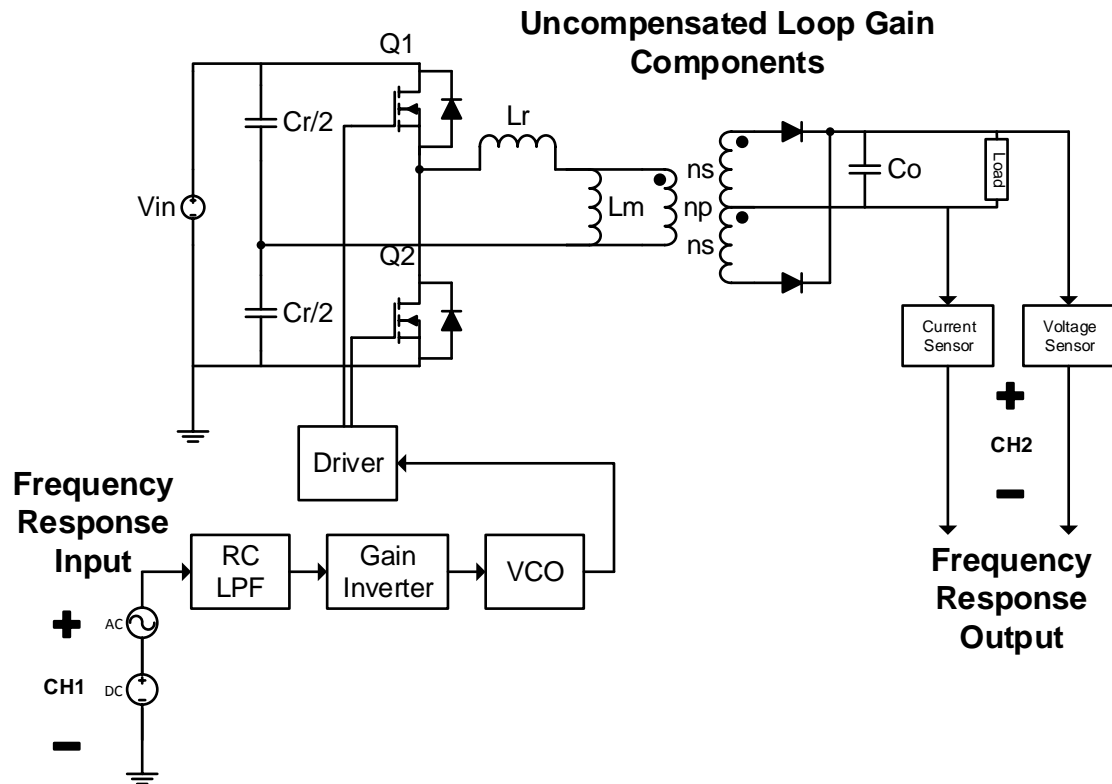 Uncompensated Loop Gain
Components
Q1
Cr/2
Lr
Vin
Lm
np
ns
ns
Co
Load
Q2
Cr/2
Current
Sensor
Voltage
Sensor
CH2
Driver
Frequency
Response
Input
RC
LPF
Gain
Inverter
VCO
Frequency
Response
Output
AC
CH1
DC